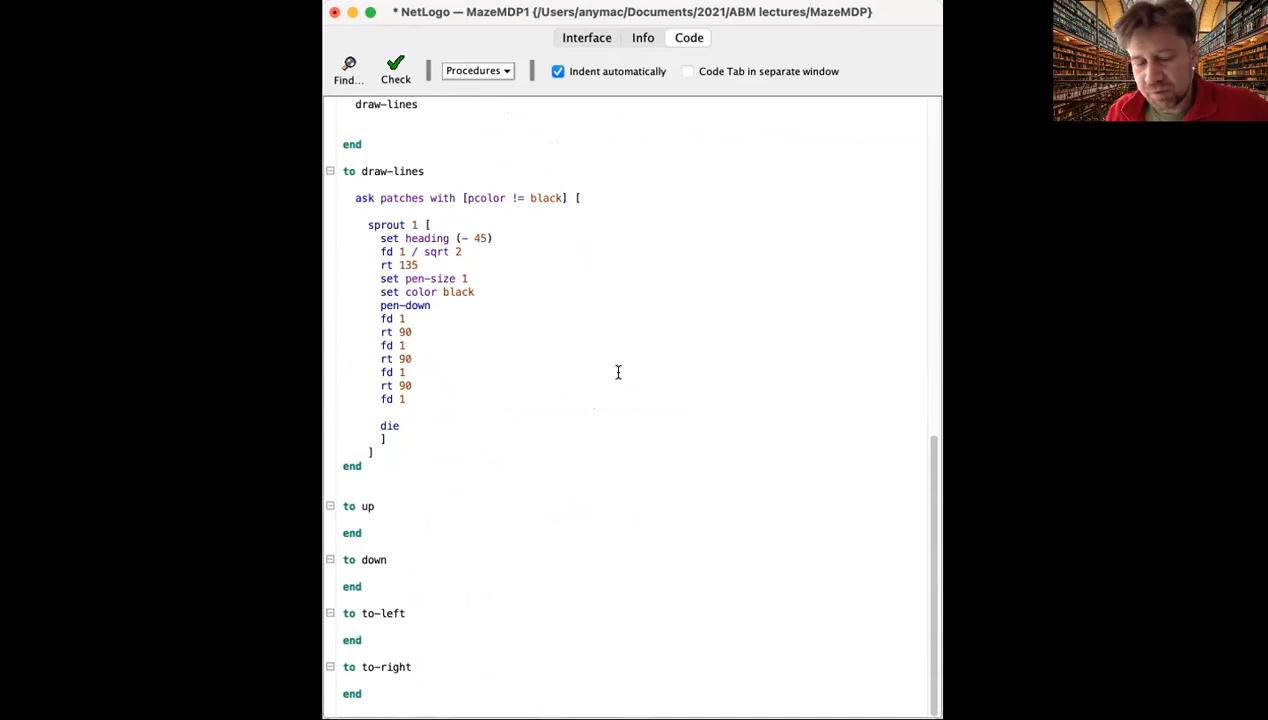 * NetLogo — MazeMDP1 {/Users/anymac/Documents/2021/ABM lectures/MazeMDP}
Interface Info Code
Find... Check Procedures Indent automatically Code Tab in separate window
draw-lines
end
to draw-lines
ask patches with [pcolor != black] [
sprout 1 [
set heading (- 45)
fd 1 / sqrt 2
rt 135
set pen-size 1
set color black
pen-down
fd 1
rt 90
fd 1
rt 90
fd 1
rt 90
fd 1
die
]
]
end
to up
end
to down
end
to to-left
end
to to-right
end